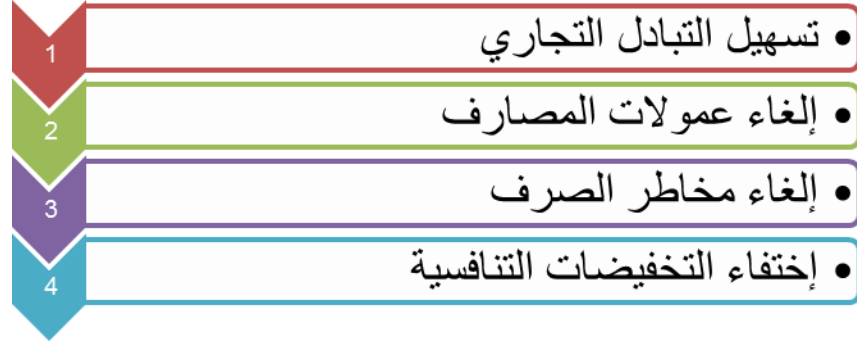 1 • تسهيل التبادل التجاري
2 • إلغاء عمولات المصارف
3 • إلغاء مخاطر الصرف
4 • إختفاء التخفيضات التنافسية